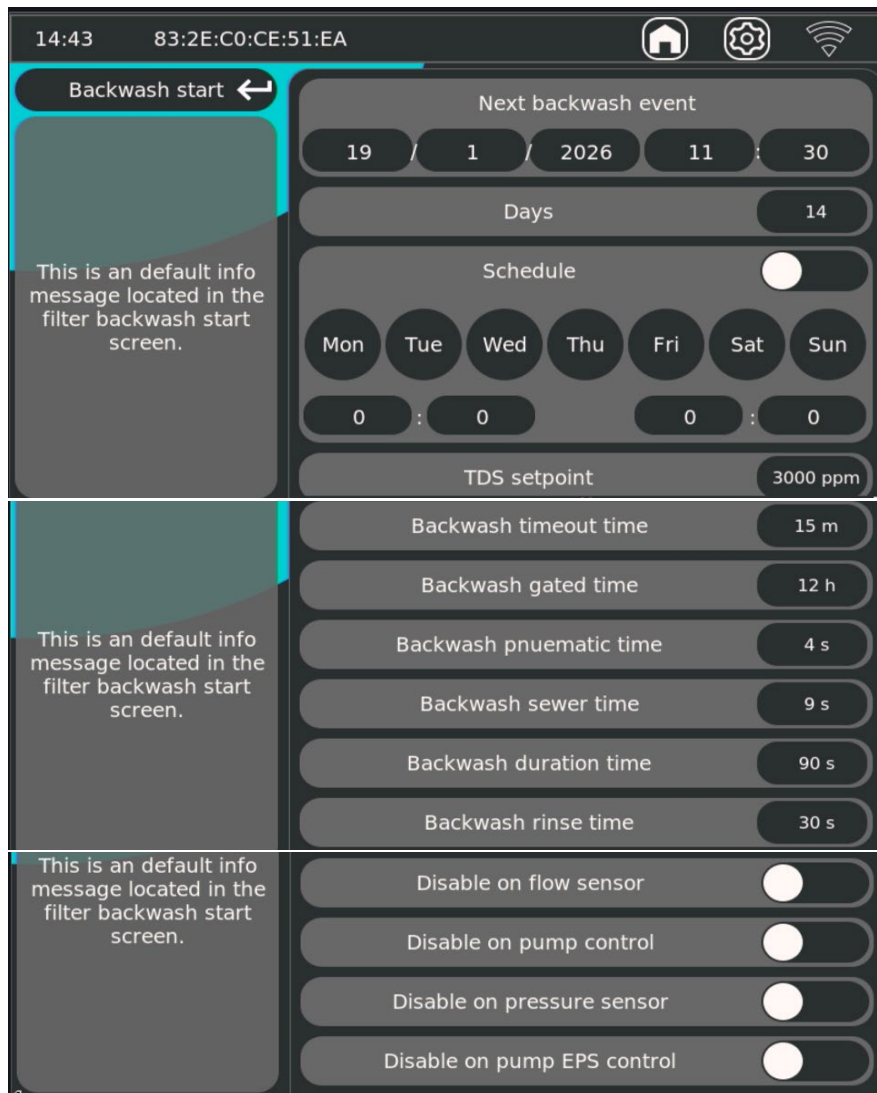 14:43 83:2E:C0:CE:51:EA
Backwash start
This is an default info
message located in the
filter backwash start
screen.
Next backwash event
19 / 1 / 2026 11 : 30
Days 14
Schedule
Mon Tue Wed Thu Fri Sat Sun
0 : 0 0 : 0
TDS setpoint 3000 ppm
This is an default info
message located in the
filter backwash start
screen.
Backwash timeout time 15 m
Backwash gated time 12 h
Backwash pnuematic time 4 s
Backwash sewer time 9 s
Backwash duration time 90 s
Backwash rinse time 30 s
This is an default info
message located in the
filter backwash start
screen.
Disable on flow sensor
Disable on pump control
Disable on pressure sensor
Disable on pump EPS control